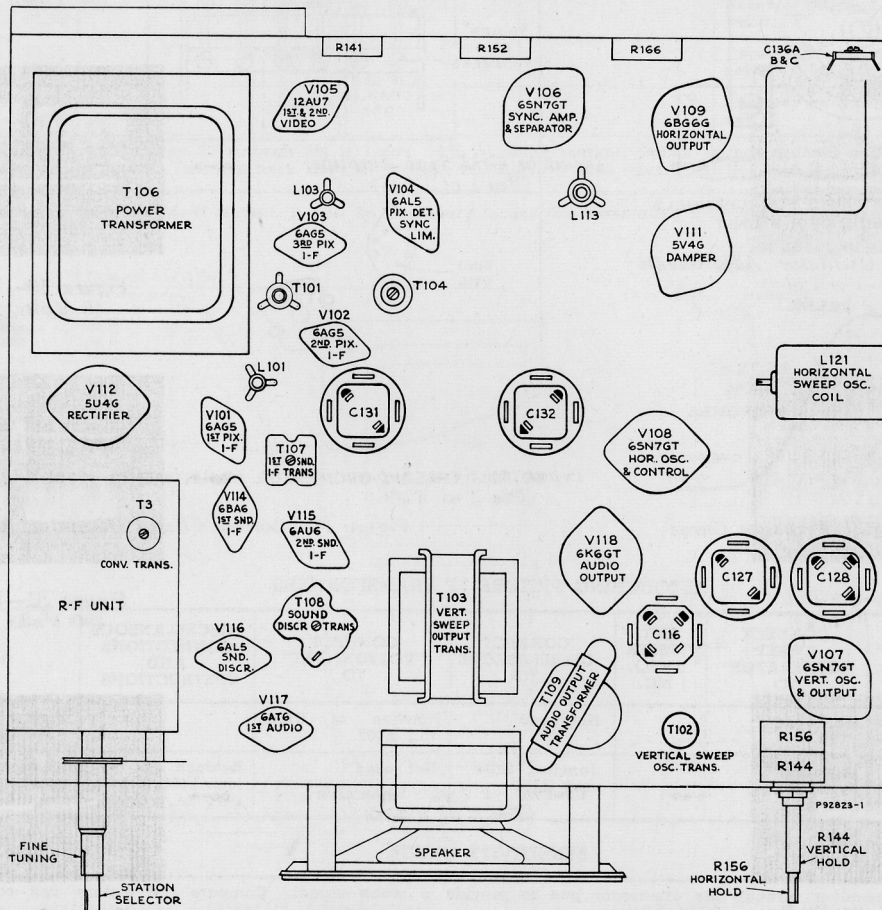 R141
R152
R166
C136A
B & C
V105
12AU7
1ST. & 2ND.
VIDEO
V106
6SN7GT
SYNC. AMP.
& SEPARATOR
V109
6BG6G
HORIZONTAL
OUTPUT
T106
POWER
TRANSFORMER
L103
V104
6AL5
PIX. DET.
SYNC
LIM.
L113
V103
6AG5
3RD PIX
I-F
V111
5V4G
DAMPER
T101
T104
V102
6AG5
2ND. PIX.
I-F
L101
L121
HORIZONTAL
SWEEP OSC.
COIL
V112
5U4G
RECTIFIER
C131
C132
V101
6AG5
1ST PIX.
I-F
T107
1ST SND.
I-F TRANS
V108
6SN7GT
HOR. OSC.
& CONTROL
V114
6BA6
1ST SND.
I-F
V115
6AU6
2ND. SND.
I-F
T3
CONV. TRANS.
V118
6K6GT
AUDIO
OUTPUT
C127
C128
R-F UNIT
T108
SOUND
DISCR TRANS
T103
VERT.
SWEEP
OUTPUT
TRANS.
C116
V116
6AL5
SND.
DISCR.
V107
6SN7GT
VERT. OSC.
& OUTPUT
T109
AUDIO OUTPUT
TRANSFORMER
V117
6AT6
1ST AUDIO
T102
VERTICAL SWEEP
OSC. TRANS.
R156
R144
P92823-1
FINE
TUNING
SPEAKER
R144
VERTICAL
HOLD
STATION
SELECTOR
R156
HORIZONTAL
HOLD